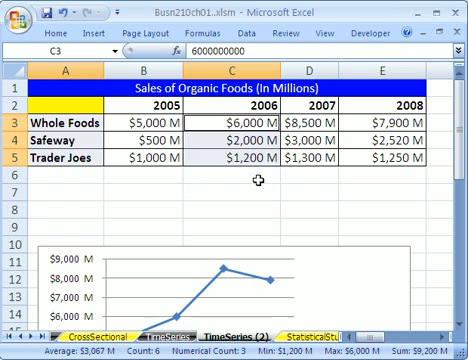 Busn210ch01..xlsm - Microsoft Excel
Home Insert Page Layout Formulas Data Review View Developer
C3 fx 6000000000
A B C D E
1 Sales of Organic Foods (In Millions)
2 2005 2006 2007 2008
3 Whole Foods $5,000 M $6,000 M $8,500 M $7,900 M
4 Safeway $500 M $2,000 M $3,000 M $2,520 M
5 Trader Joes $1,000 M $1,200 M $1,300 M $1,250 M
6
7
8
9
10
11 $9,000 M
12 $8,000 M
13 $7,000 M
14 $6,000 M
15
CrossSectional TimeSeries TimeSeries (2) StatisticalStu
Average: $3,067 M Count: 6 Numerical Count: 3 Min: $1,200 M Max: $6,000 M Sum: $9,200 M